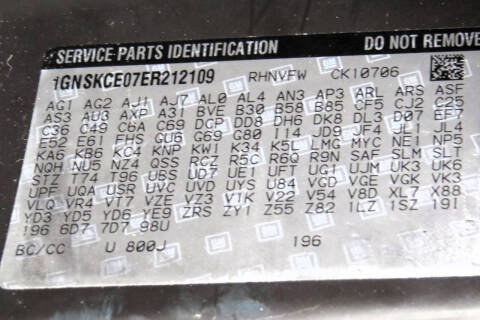 SERVICE PARTS IDENTIFICATION DO NOT REMOVE
1GNSKCE07ER212109 RHNVFW CK10706
AG1 AG2 AJ1 AJ7 AL0 AL4 AN3 AP3 ARL ARS ASF
AS3 AU3 AXP A31 BVE B30 B58 B85 CF5 CJ2 C25
C36 C49 C6A C69 DCP DD8 DH6 DK8 DL3 D07 EF7
E52 E61 FHS GU6 G69 G80 I14 JD9 JF4 JL1 JL4
KA6 KB6 KC4 KNP KW1 K34 K5L LMG MYC NE1 NP5
NQH NUS NZ4 QSS RCZ R5C R6Q R9N SAF SLM SLT
STZ T74 T96 UBS UD7 UE1 UFT UG1 UJM UK3 UK6
UPF UQA USR UVC UVD UYS U84 VGD VGE VGK VK3
VLQ VR4 VT7 VZE VZ3 V1K V22 V54 V8D XL7 X88
YD3 YD5 YD6 YE9 ZRS ZY1 Z55 Z82 1LZ 1SZ 19I
196 6D7 7D7 98U
BC/CC U 800J 196
GM